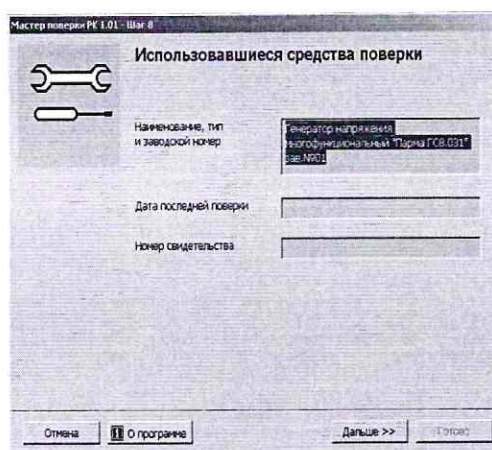 Мастер поверки РК 1.01 - Шаг 8
Использовавшиеся средства поверки
Наименование, тип
и заводской номер
Генератор напряжения
многофункциональный "Парма ГС8.031"
зав.№901
Дата последней поверки
Номер свидетельства
Отмена
О программе
Дальше >>
Готово